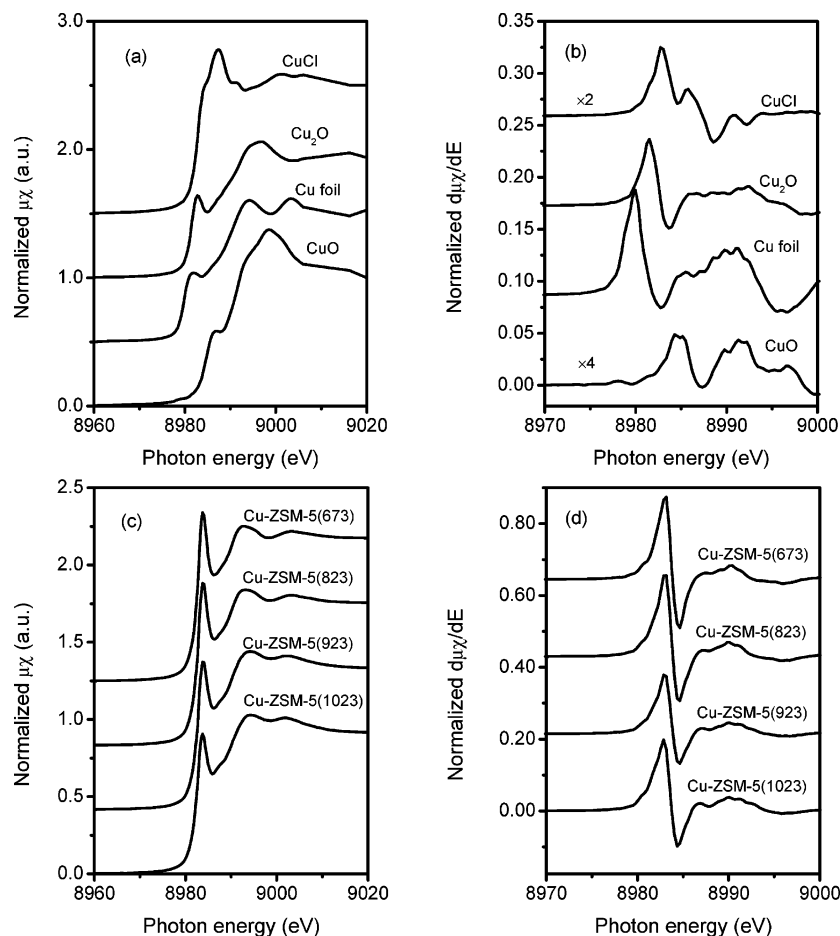 (a)
CuCl
Cu₂O
Cu foil
CuO
3.0
2.0
1.0
0.0
Normalized μχ (a.u.)
8960 8980 9000 9020
Photon energy (eV)
(b)
×2
CuCl
Cu₂O
Cu foil
×4
CuO
0.35
0.30
0.25
0.20
0.15
0.10
0.05
0.00
Normalized dμχ/dE
8970 8980 8990 9000
Photon energy (eV)
(c)
Cu-ZSM-5(673)
Cu-ZSM-5(823)
Cu-ZSM-5(923)
Cu-ZSM-5(1023)
2.5
2.0
1.5
1.0
0.5
0.0
Normalized μχ (a.u.)
8960 8980 9000 9020
Photon energy (eV)
(d)
Cu-ZSM-5(673)
Cu-ZSM-5(823)
Cu-ZSM-5(923)
Cu-ZSM-5(1023)
0.80
0.60
0.40
0.20
0.00
Normalized dμχ/dE
8970 8980 8990 9000
Photon energy (eV)